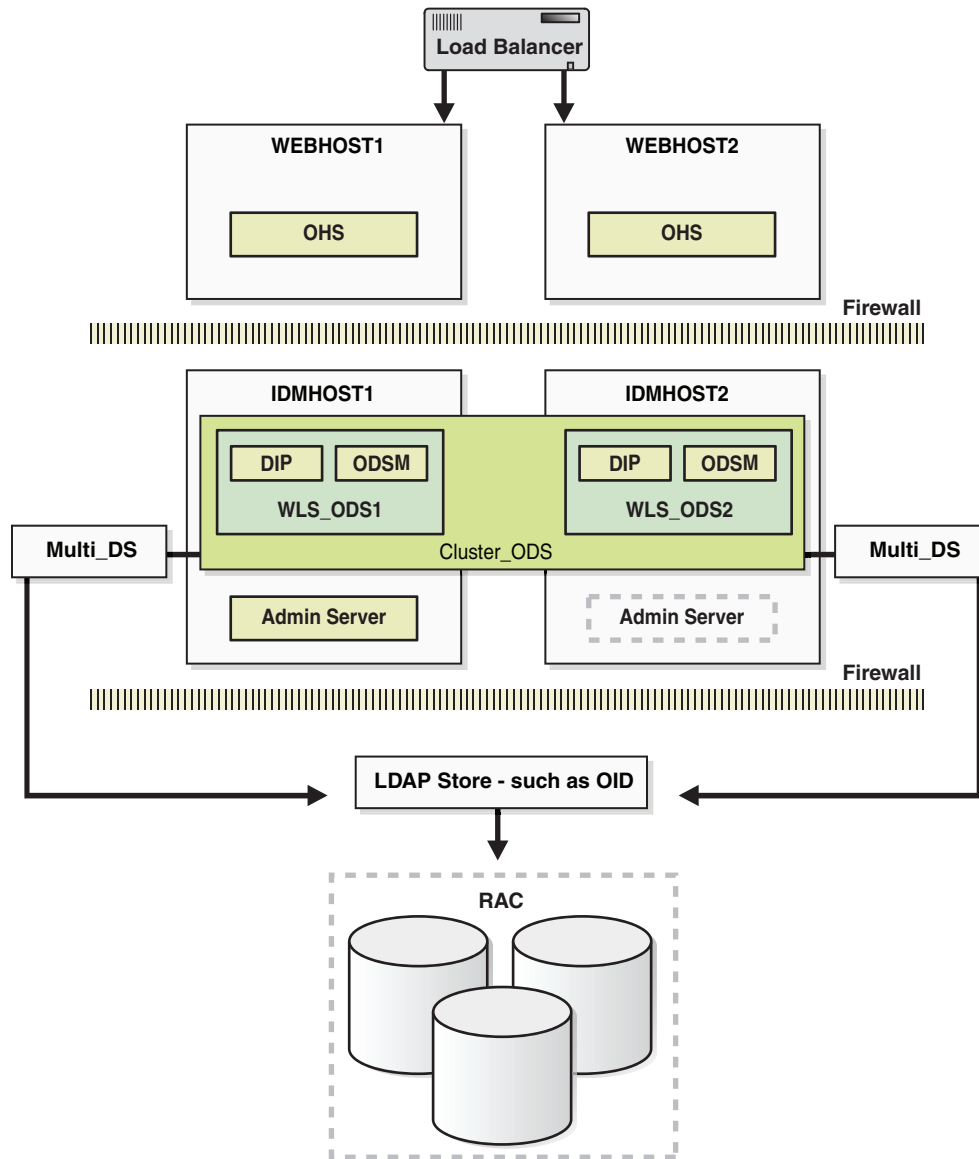 Load Balancer
WEBHOST1
WEBHOST2
OHS
OHS
Firewall
IDMHOST1
IDMHOST2
DIP
ODSM
DIP
ODSM
WLS_ODS1
WLS_ODS2
Multi_DS
Cluster_ODS
Multi_DS
Admin Server
Admin Server
Firewall
LDAP Store - such as OID
RAC